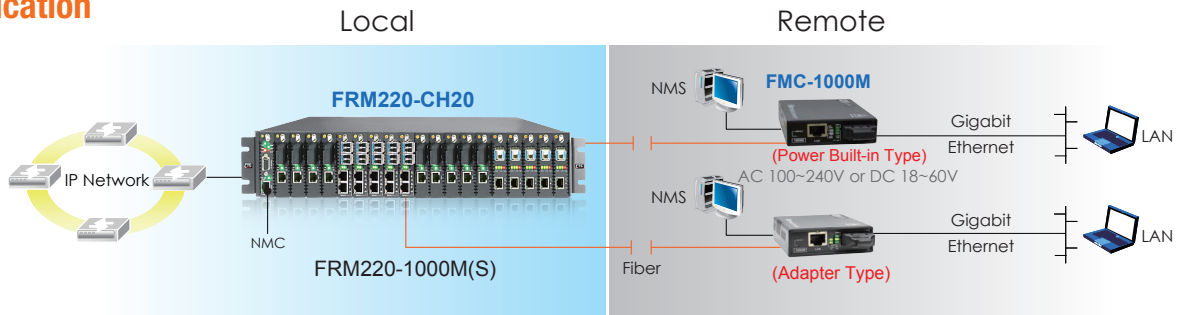 ication
Local
Remote
FRM220-CH20
IP Network
NMC
FRM220-1000M(S)
Fiber
NMS
FMC-1000M
(Power Built-in Type)
AC 100~240V or DC 18~60V
Gigabit
Ethernet
LAN
NMS
(Adapter Type)
Gigabit
Ethernet
LAN